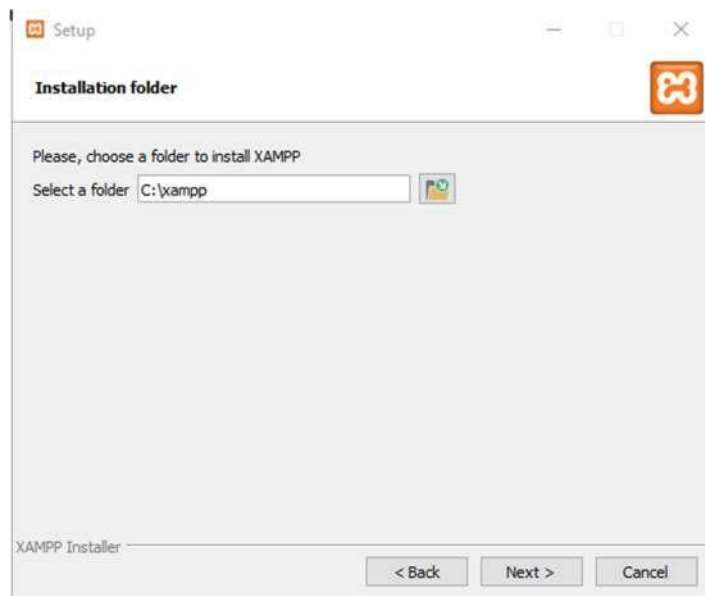 Setup
Installation folder
Please, choose a folder to install XAMPP
Select a folder C:\xampp
XAMPP Installer
< Back Next > Cancel